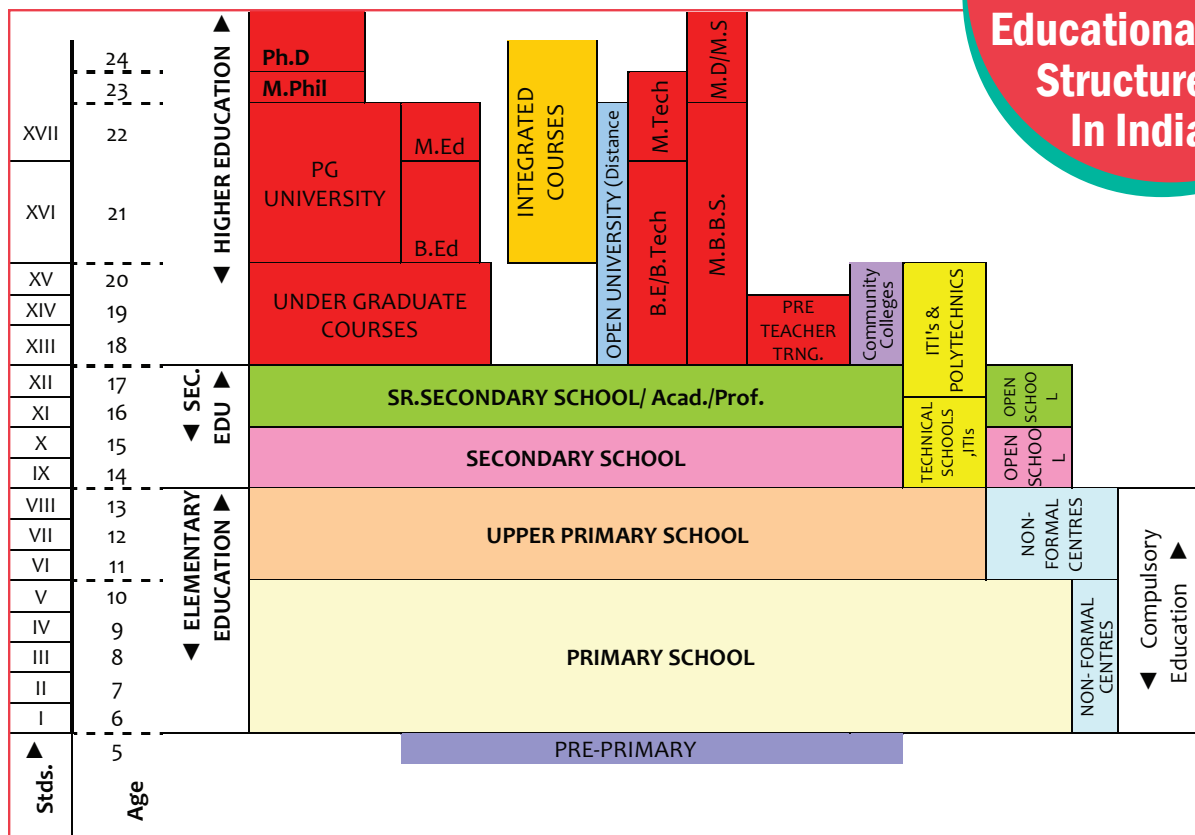 Educational
Structure
In India
◄ HIGHER EDUCATION ►
24
23
XVII
22
XVI
21
XV
20
XIV
19
XIII
18
Ph.D
M.Phil
PG
UNIVERSITY
M.Ed
B.Ed
UNDER GRADUATE
COURSES
INTEGRATED
COURSES
OPEN UNIVERSITY (Distance
M.Tech
B.E/B.Tech
M.D/M.S
M.B.B.S.
PRE
TEACHER
TRNG.
Community
Colleges
ITI's &
POLYTECHNICS
◄ SEC.
EDU ►
XII
17
XI
16
X
15
IX
14
SR.SECONDARY SCHOOL/ Acad./Prof.
SECONDARY SCHOOL
TECHNICAL
SCHOOLS
,ITIs
OPEN
SCHOO
L
OPEN
SCHOO
L
◄ ELEMENTARY
EDUCATION ►
VIII
13
VII
12
VI
11
UPPER PRIMARY SCHOOL
NON-
FORMAL
CENTRES
V
10
IV
9
III
8
II
7
I
6
PRIMARY SCHOOL
NON- FORMAL
CENTRES
◄ Compulsory
Education ►
5
PRE-PRIMARY
Stds. ►
Age